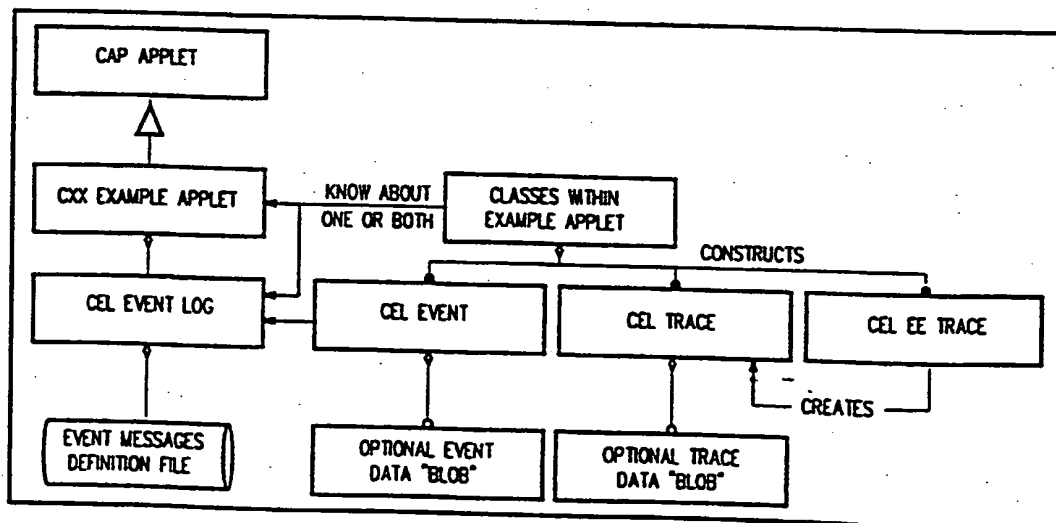 CAP APPLET
CXX EXAMPLE APPLET
KNOW ABOUT
ONE OR BOTH
CLASSES WITHIN
EXAMPLE APPLET
CONSTRUCTS
CEL EVENT LOG
CEL EVENT
CEL TRACE
CEL EE TRACE
CREATES
EVENT MESSAGES
DEFINITION FILE
OPTIONAL EVENT
DATA "BLOB"
OPTIONAL TRACE
DATA "BLOB"